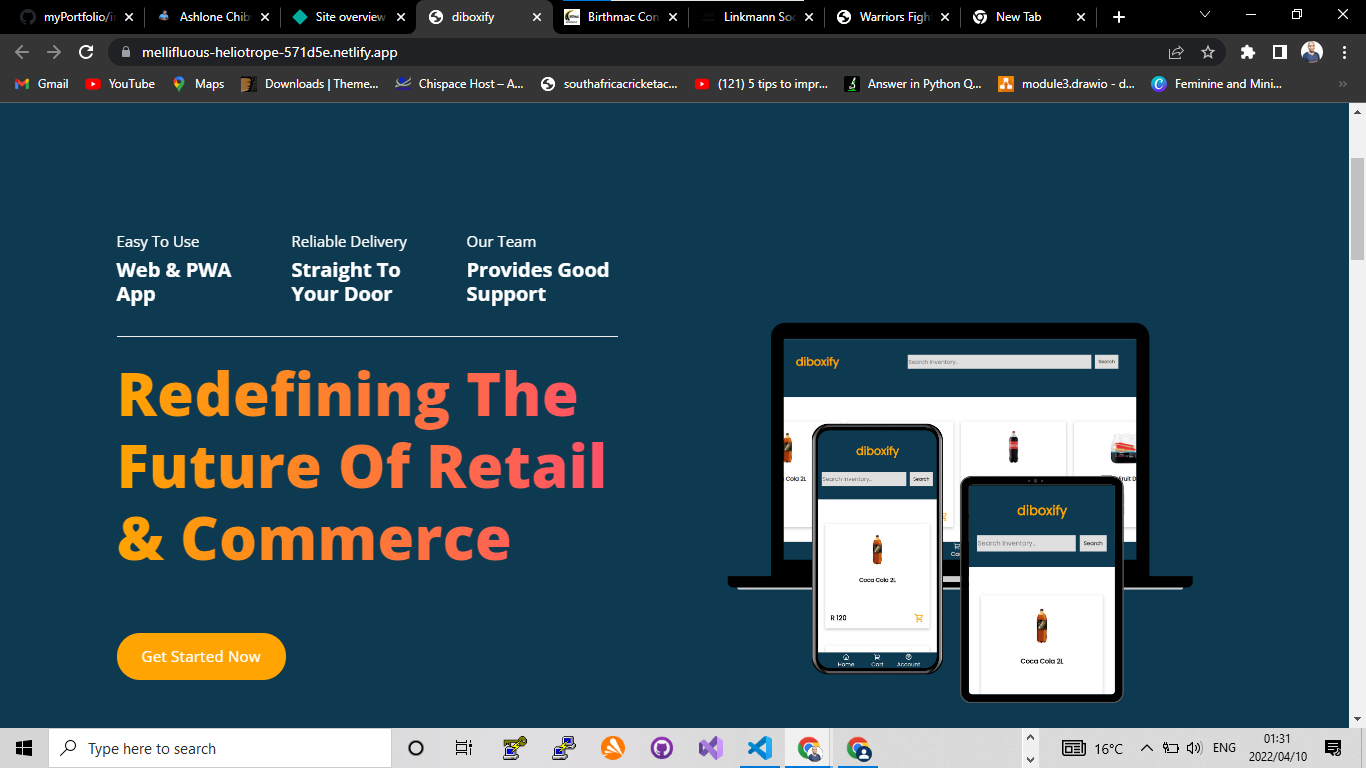 myPortfolio/in
Ashlone Chib
Site overview
diboxify
Birthmac Con
Linkmann Soc
Warriors Figh
New Tab
mellifluous-heliotrope-571d5e.netlify.app
Gmail
YouTube
Maps
Downloads | Theme...
Chispace Host – A...
southafricacricketac...
(121) 5 tips to impr...
Answer in Python Q...
module3.drawio - d...
Feminine and Mini...
»
Easy To Use
Web & PWA
App
Reliable Delivery
Straight To
Your Door
Our Team
Provides Good
Support
Redefining The
Future Of Retail
& Commerce
Get Started Now
diboxify
Search Inventory..
Search
Cola 2L
Fruit D
diboxify
Search Inventory..
Search
Coca Cola 2L
R 120
Home
Cart
Account
diboxify
Search Inventory..
Search
Coca Cola 2L
Type here to search
16°C
ENG
01:31
2022/04/10